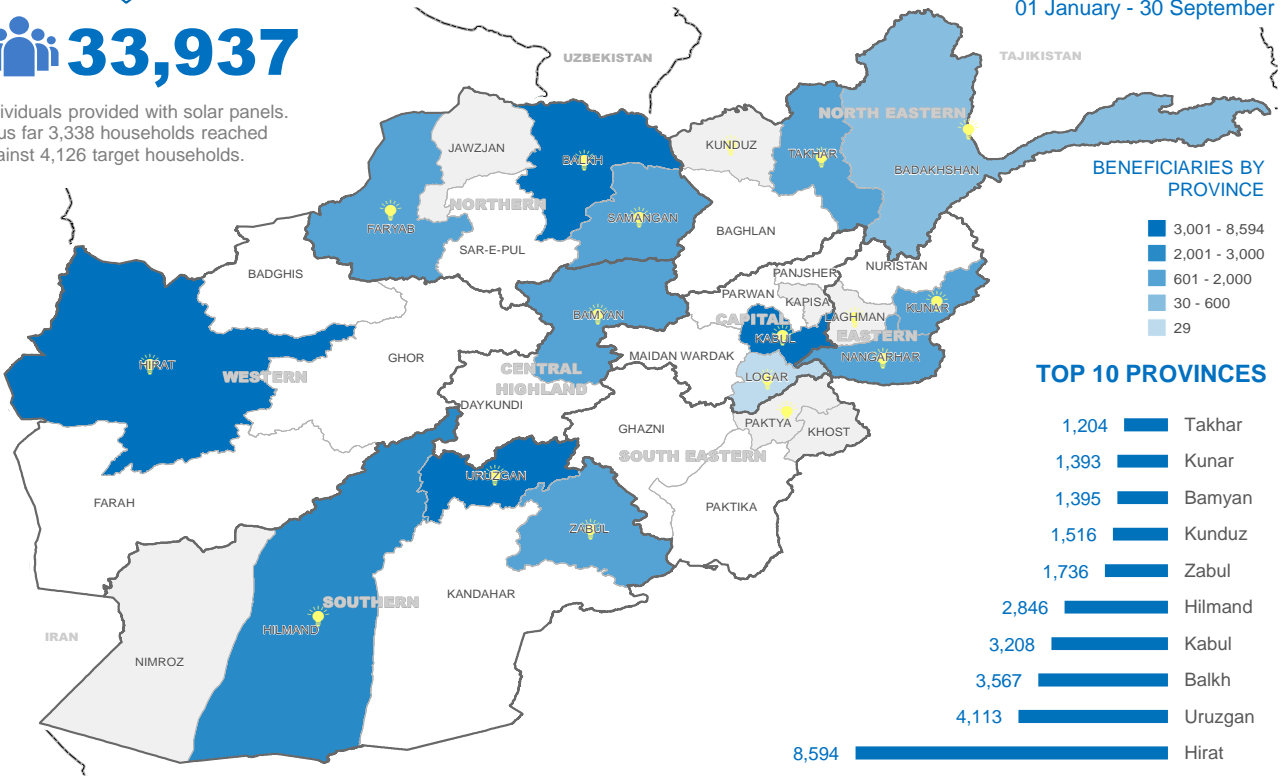 01 January - 30 September
33,937
ividuals provided with solar panels.
us far 3,338 households reached
ainst 4,126 target households.
UZBEKISTAN
TAJIKISTAN
NORTH EASTERN
JAWZJAN
BALKH
KUNDUZ
TAKHAR
BADAKHSHAN
BENEFICIARIES BY
PROVINCE
3,001 - 8,594
2,001 - 3,000
601 - 2,000
30 - 600
29
NORTHERN
FARYAB
SAMANGAN
SAR-E-PUL
BAGHLAN
BADGHIS
PANJSHER
NURISTAN
PARWAN
KAPISA
LAGHMAN
KUNAR
BAMYAN
CAPITAL
KABUL
EASTERN
NANGARHAR
HIRAT
WESTERN
GHOR
MAIDAN WARDAK
CENTRAL
HIGHLAND
LOGAR
DAYKUNDI
PAKTYA
KHOST
GHAZNI
SOUTH EASTERN
URUZGAN
FARAH
PAKTIKA
ZABUL
KANDAHAR
SOUTHERN
HILMAND
IRAN
NIMROZ
TOP 10 PROVINCES
1,204 Takhar
1,393 Kunar
1,395 Bamyan
1,516 Kunduz
1,736 Zabul
2,846 Hilmand
3,208 Kabul
3,567 Balkh
4,113 Uruzgan
8,594 Hirat